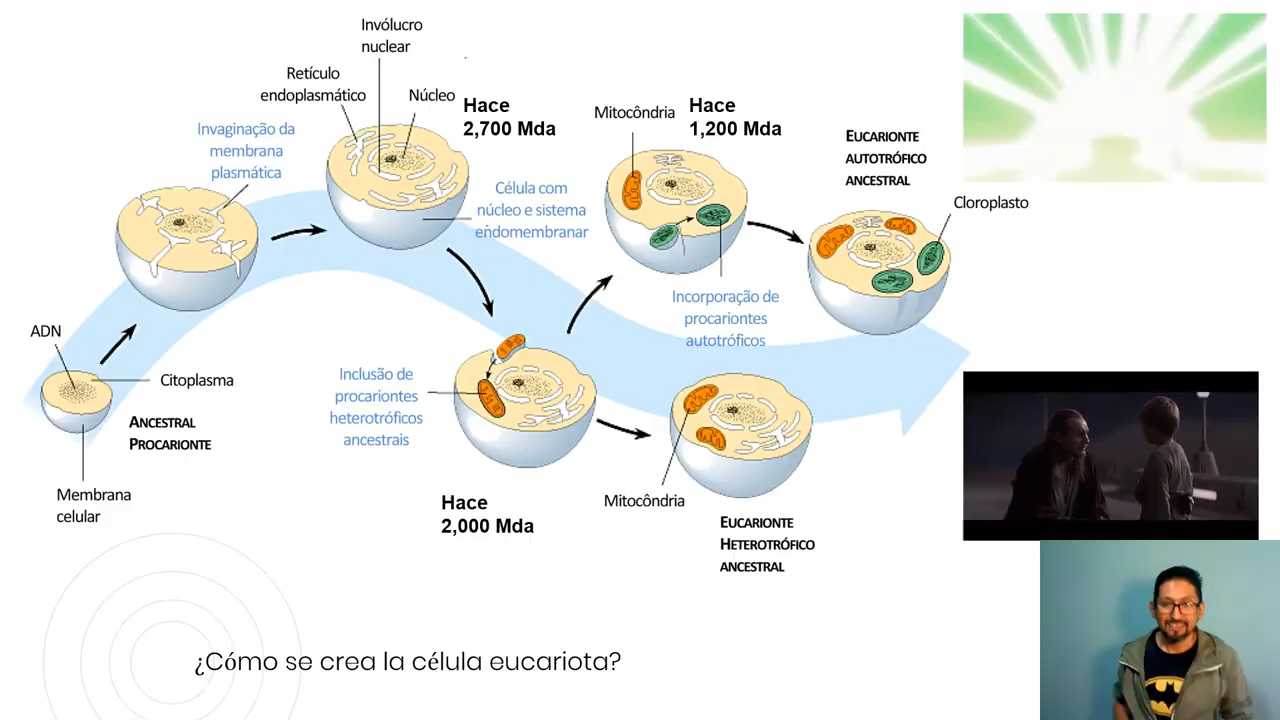 Invólucro
nuclear
Retículo
endoplasmático
Núcleo
Hace
2,700 Mda
Invaginação da
membrana
plasmática
Célula com
núcleo e sistema
endomembranar
Mitocôndria
Hace
1,200 Mda
EUCARIONTE
AUTOTRÓFICO
ANCESTRAL
Cloroplasto
Incorporação de
procariontes
autotróficos
ADN
Citoplasma
ANCESTRAL
PROCARIONTE
Membrana
celular
Inclusão de
procariontes
heterotróficos
ancestrais
Hace
2,000 Mda
Mitocôndria
EUCARIONTE
HETEROTRÓFICO
ANCESTRAL
¿Cómo se crea la célula eucariota?